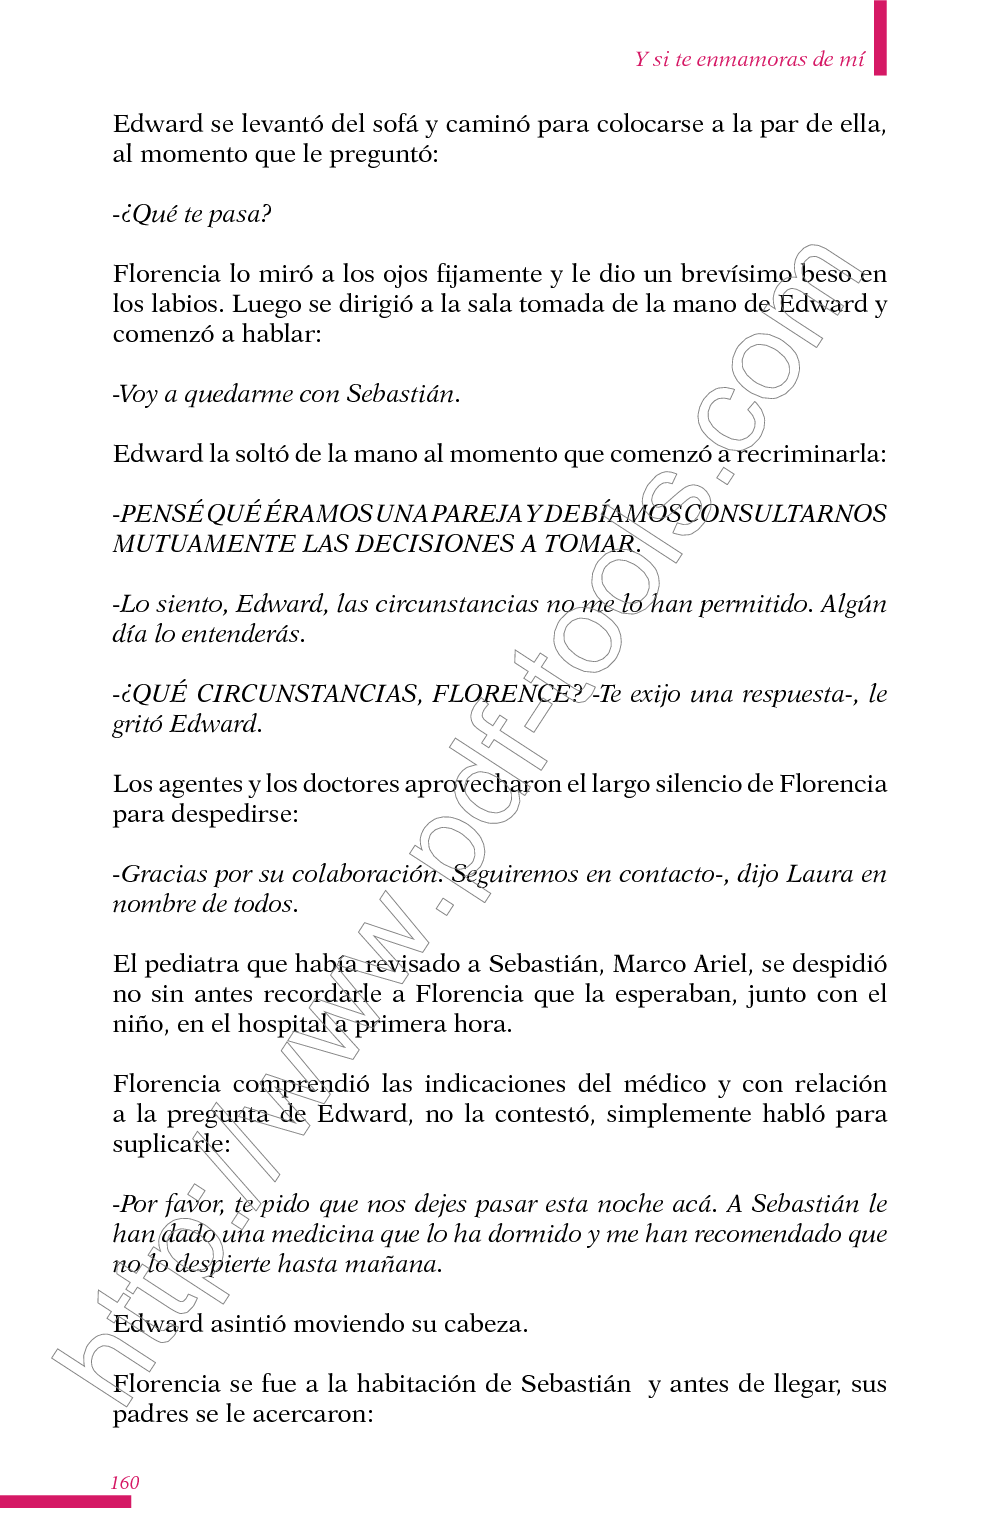 Y si te enmamoras de mí
Edward se levantó del sofá y caminó para colocarse a la par de ella,
al momento que le preguntó:
-¿Qué te pasa?
Florencia lo miró a los ojos fijamente y le dio un brevísimo beso en
los labios. Luego se dirigió a la sala tomada de la mano de Edward y
comenzó a hablar:
-Voy a quedarme con Sebastián.
Edward la soltó de la mano al momento que comenzó a recriminarla:
-PENSÉ QUÉ ÉRAMOS UNA PAREJA Y DEBÍAMOS CONSULTARNOS
MUTUAMENTE LAS DECISIONES A TOMAR.
-Lo siento, Edward, las circunstancias no me lo han permitido. Algún
día lo entenderás.
-¿QUÉ CIRCUNSTANCIAS, FLORENCE? -Te exijo una respuesta-, le
gritó Edward.
Los agentes y los doctores aprovecharon el largo silencio de Florencia
para despedirse:
-Gracias por su colaboración. Seguiremos en contacto-, dijo Laura en
nombre de todos.
El pediatra que había revisado a Sebastián, Marco Ariel, se despidió
no sin antes recordarle a Florencia que la esperaban, junto con el
niño, en el hospital a primera hora.
Florencia comprendió las indicaciones del médico y con relación
a la pregunta de Edward, no la contestó, simplemente habló para
suplicarle:
-Por favor, te pido que nos dejes pasar esta noche acá. A Sebastián le
han dado una medicina que lo ha dormido y me han recomendado que
no lo despierte hasta mañana.
Edward asintió moviendo su cabeza.
Florencia se fue a la habitación de Sebastián  y antes de llegar, sus
padres se le acercaron:
160
http://www.pdf-tools.com